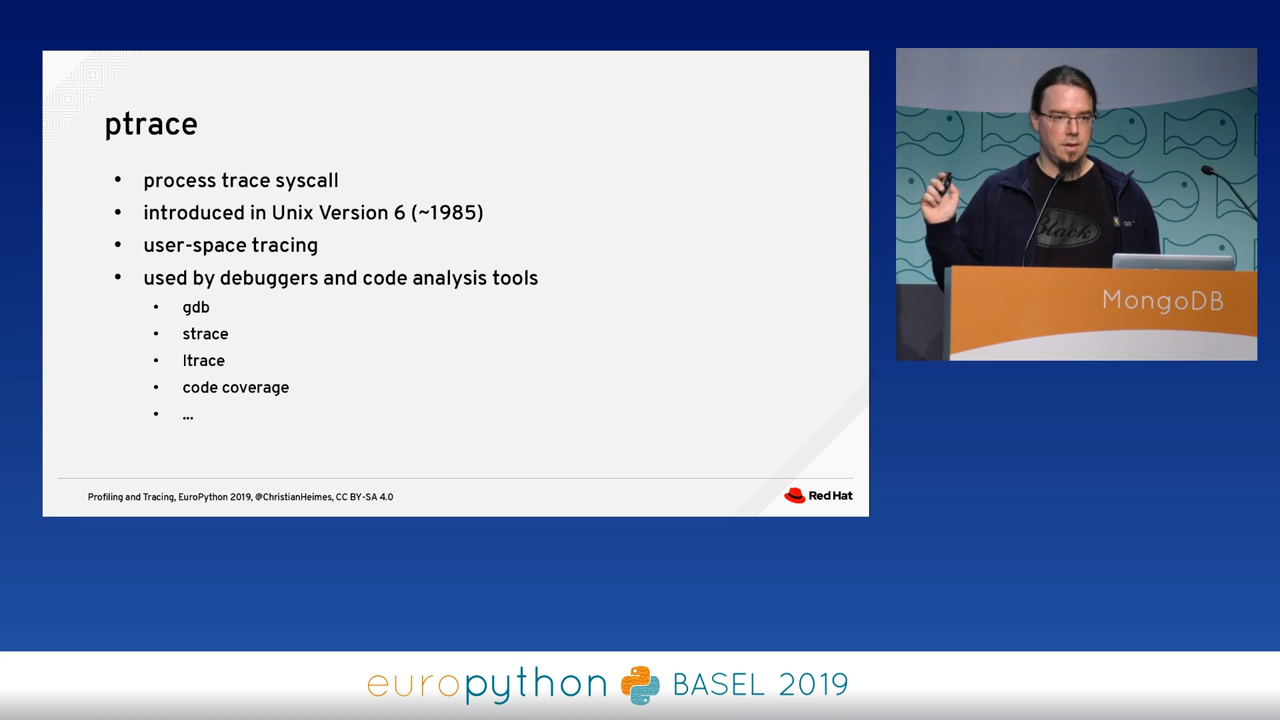 ptrace
• process trace syscall
• introduced in Unix Version 6 (~1985)
• user-space tracing
• used by debuggers and code analysis tools
• gdb
• strace
• ltrace
• code coverage
• ...
Profiling and Tracing, EuroPython 2019, @ChristianHeimes, CC BY-SA 4.0
Red Hat
Black
MongoDB
europython BASEL 2019